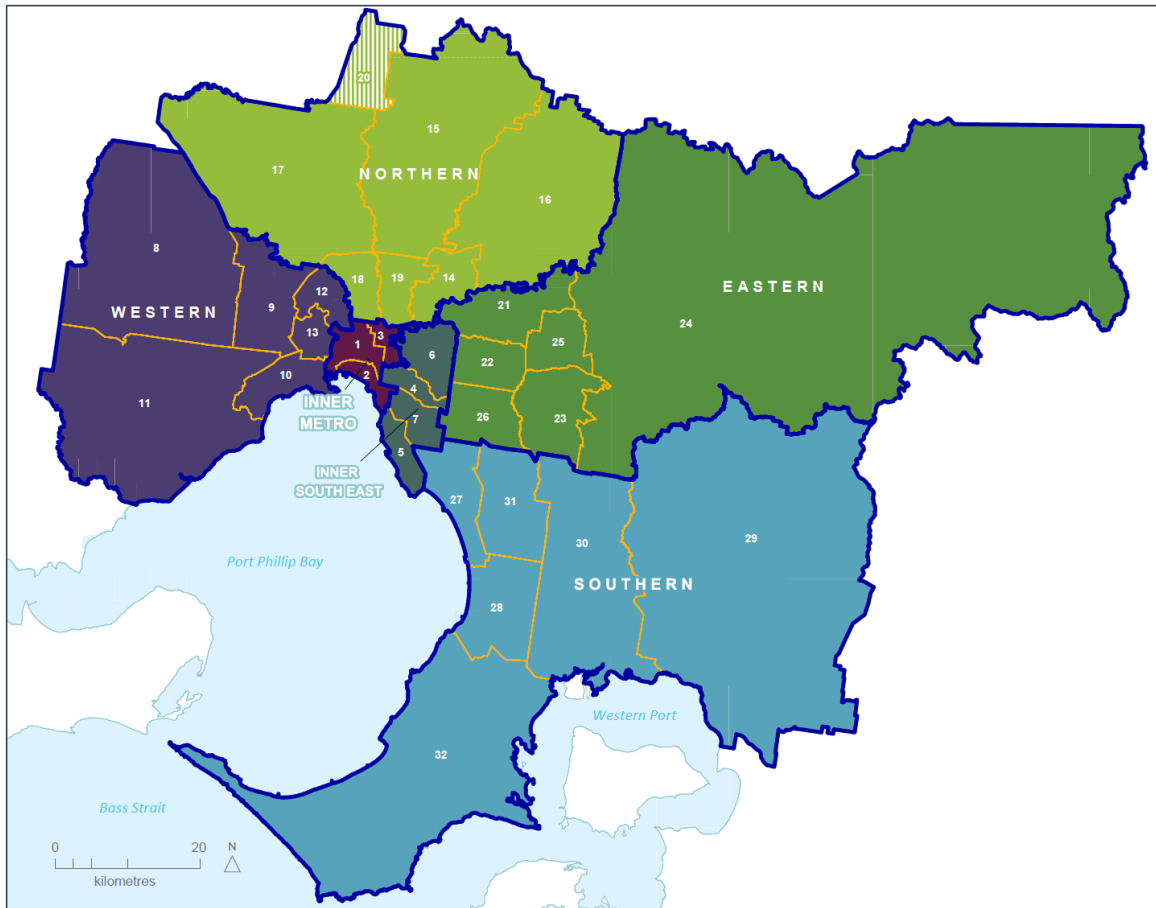 20
15
17
NORTHERN
16
8
14
18
19
12
21
EASTERN
9
WESTERN
24
13
3
1
25
6
22
2
10
4
INNER
METRO
11
26
23
7
5
INNER
SOUTH EAST
27
31
29
30
Port Phillip Bay
SOUTHERN
28
Western Port
32
Bass Strait
0 20 N
kilometres